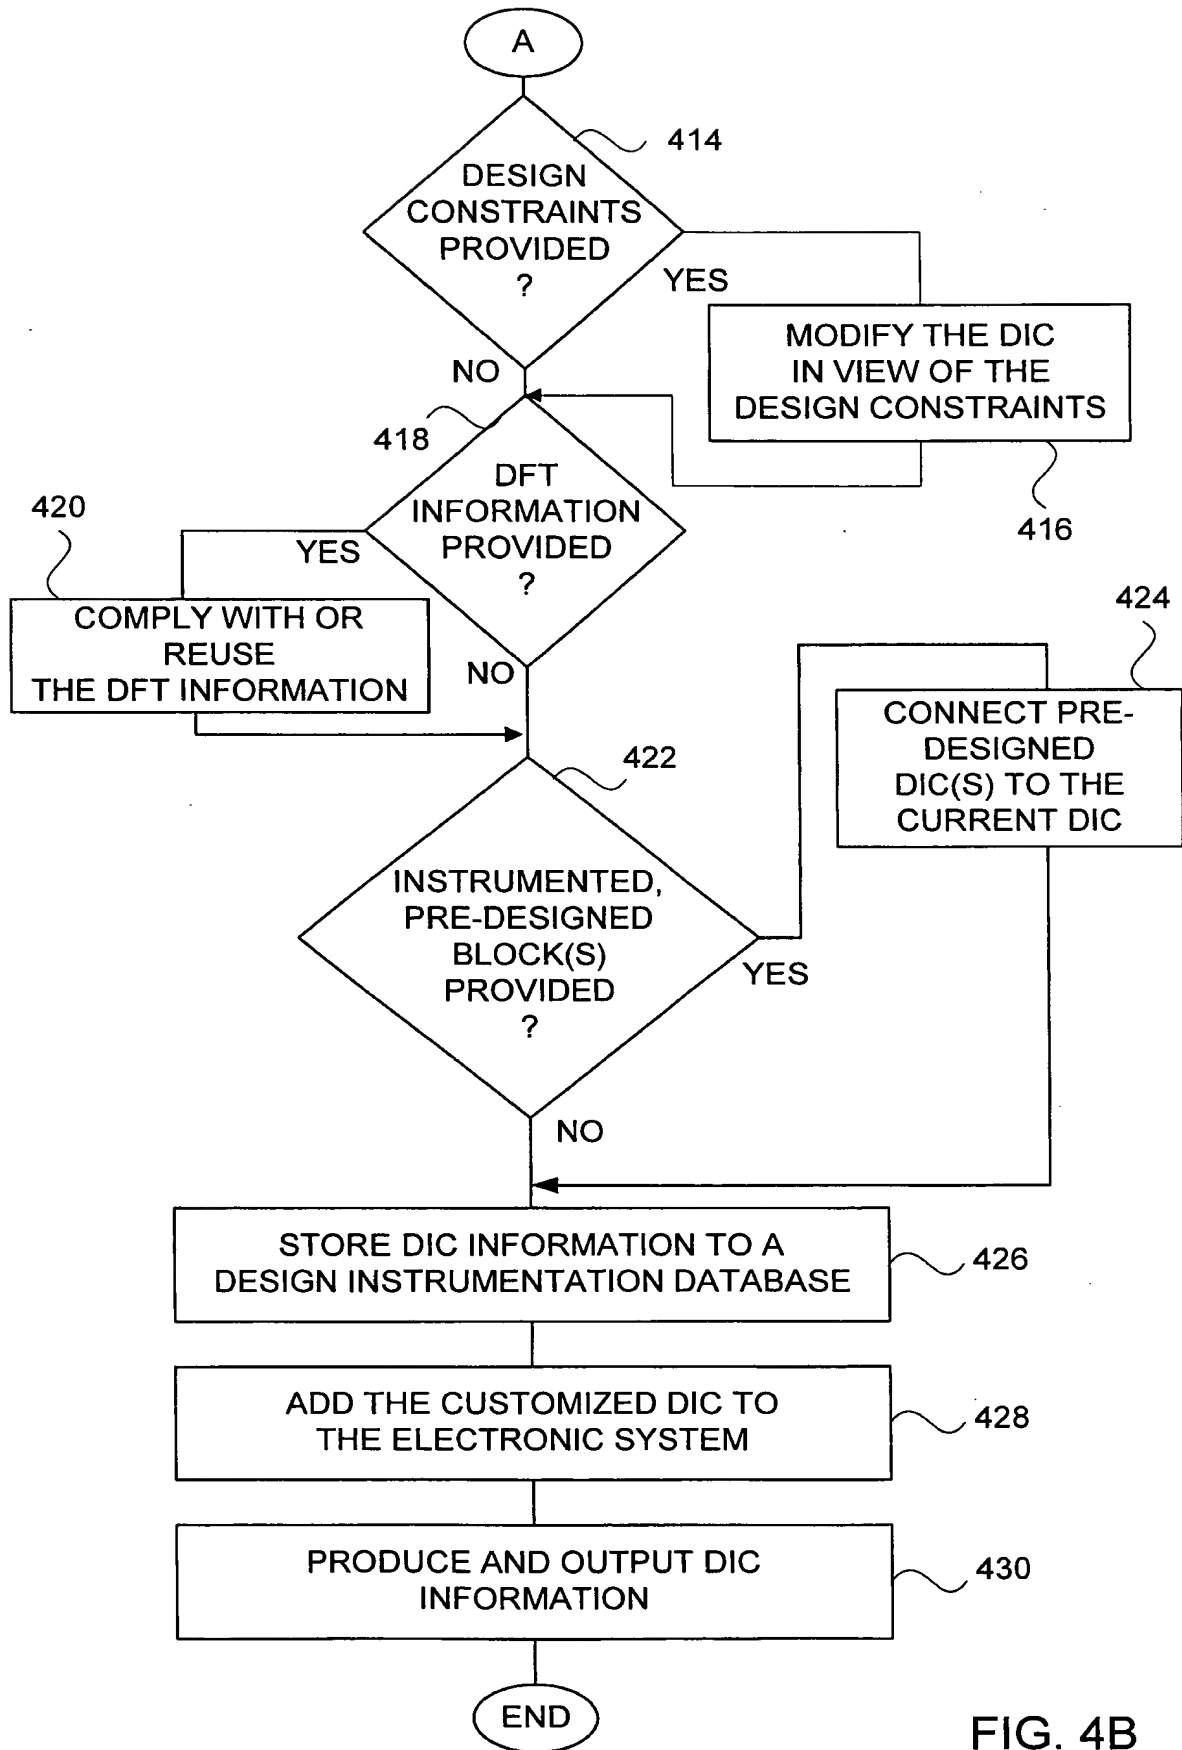 A
414
DESIGN
CONSTRAINTS
PROVIDED
?
YES
NO
MODIFY THE DIC
IN VIEW OF THE
DESIGN CONSTRAINTS
416
418
DFT
INFORMATION
PROVIDED
?
YES
NO
420
COMPLY WITH OR
REUSE
THE DFT INFORMATION
422
INSTRUMENTED,
PRE-DESIGNED
BLOCK(S)
PROVIDED
?
YES
NO
424
CONNECT PRE-
DESIGNED
DIC(S) TO THE
CURRENT DIC
STORE DIC INFORMATION TO A
DESIGN INSTRUMENTATION DATABASE
426
ADD THE CUSTOMIZED DIC TO
THE ELECTRONIC SYSTEM
428
PRODUCE AND OUTPUT DIC
INFORMATION
430
END
FIG. 4B